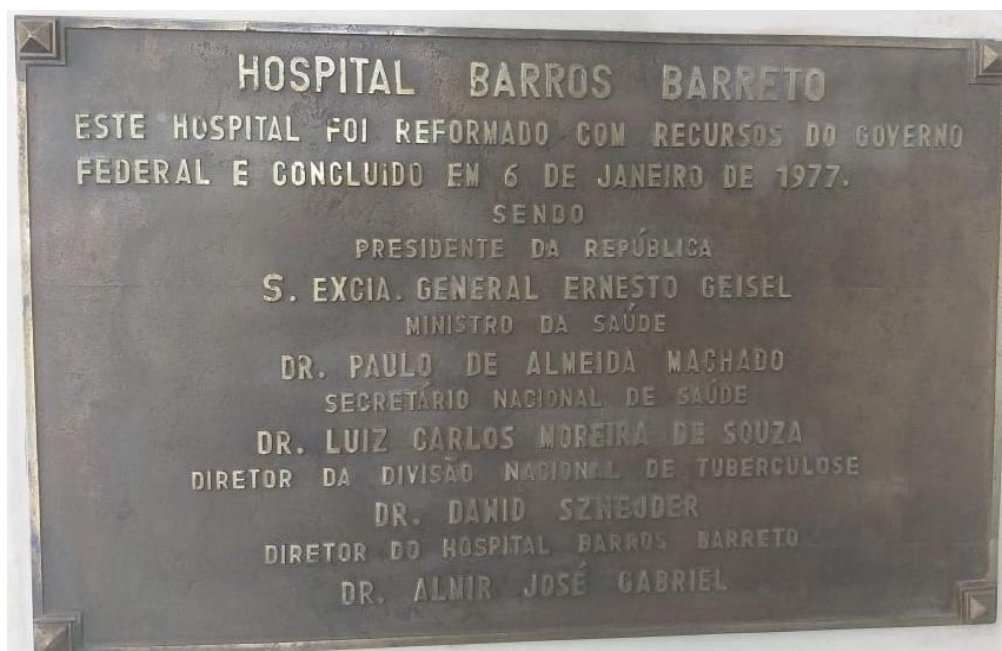 HOSPITAL BARROS BARRETO
ESTE HOSPITAL FOI REFORMADO COM RECURSOS DO GOVERNO
FEDERAL E CONCLUÍDO EM 6 DE JANEIRO DE 1977.
SENDO
PRESIDENTE DA REPÚBLICA
S. EXCIA. GENERAL ERNESTO GEISEL
MINISTRO DA SAÚDE
DR. PAULO DE ALMEIDA MACHADO
SECRETÁRIO NACIONAL DE SAÚDE
DR. LUIZ CARLOS MOREIRA DE SOUZA
DIRETOR DA DIVISÃO NACIONAL DE TUBERCULOSE
DR. DAWID SZNEJDER
DIRETOR DO HOSPITAL BARROS BARRETO
DR. ALMIR JOSÉ GABRIEL